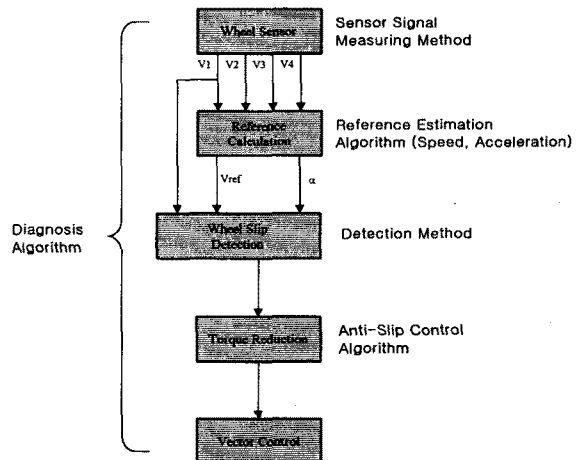 Wheel Sensor
Sensor Signal
Measuring Method
V1 V2 V3 V4
Reference
Calculation
Reference Estimation
Algorithm (Speed, Acceleration)
Vref α
Diagnosis
Algorithm
Wheel Slip
Detection
Detection Method
Torque Reduction
Anti-Slip Control
Algorithm
Vector Control